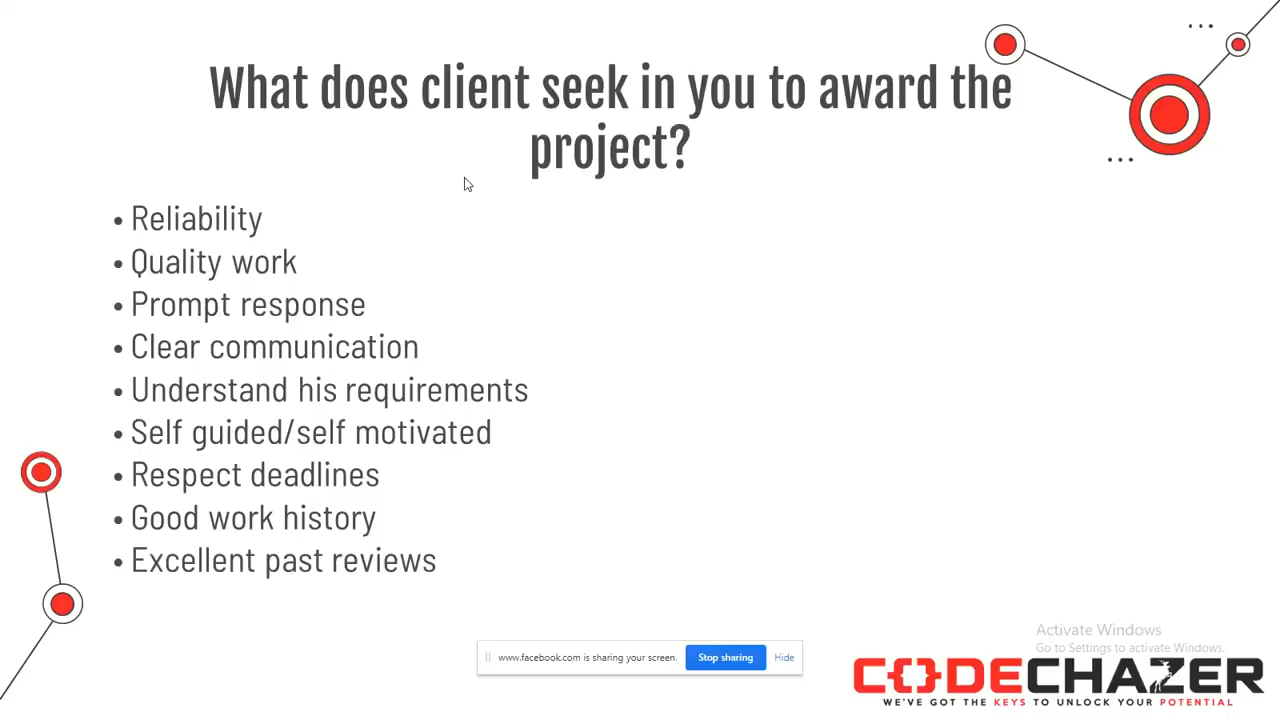 What does client seek in you to award the
project?
• Reliability
• Quality work
• Prompt response
• Clear communication
• Understand his requirements
• Self guided/self motivated
• Respect deadlines
• Good work history
• Excellent past reviews
www.facebook.com is sharing your screen. Stop sharing Hide
Activate Windows
Go to Settings to activate Windows.
CODECHAZER
WE'VE GOT THE KEYS TO UNLOCK YOUR POTENTIAL